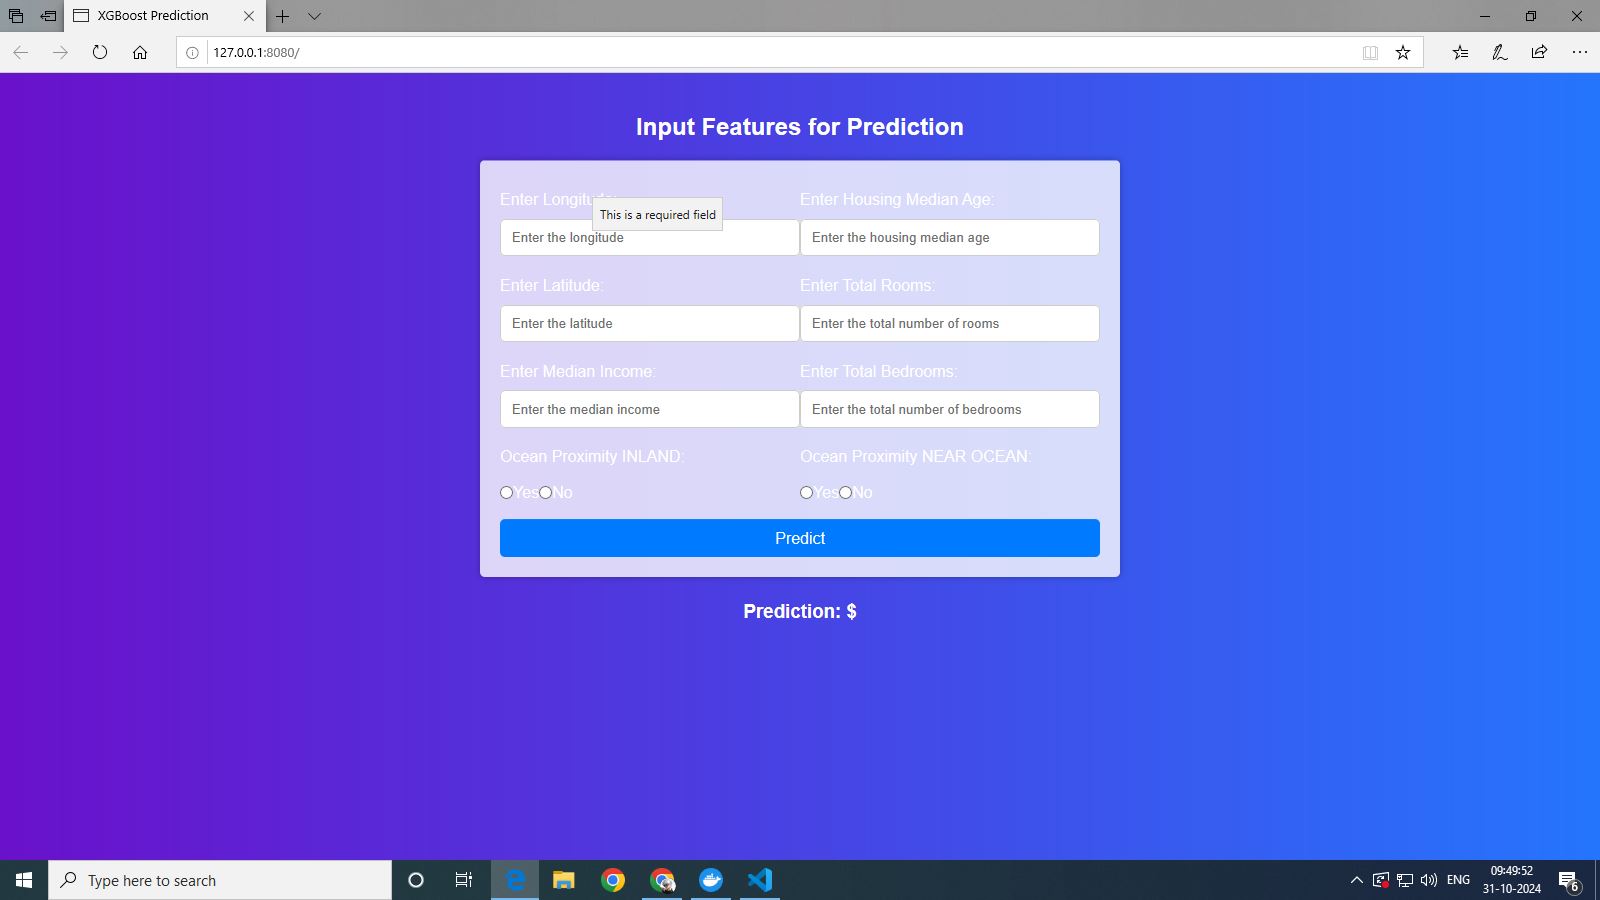 XGBoost Prediction
127.0.0.1:8080/
Input Features for Prediction
Enter Longitude:
Enter Housing Median Age:
This is a required field
Enter the longitude
Enter the housing median age
Enter Latitude:
Enter Total Rooms:
Enter the latitude
Enter the total number of rooms
Enter Median Income:
Enter Total Bedrooms:
Enter the median income
Enter the total number of bedrooms
Ocean Proximity INLAND:
Ocean Proximity NEAR OCEAN:
Yes No
Yes No
Predict
Prediction: $
Type here to search
ENG
09:49:52
31-10-2024
6